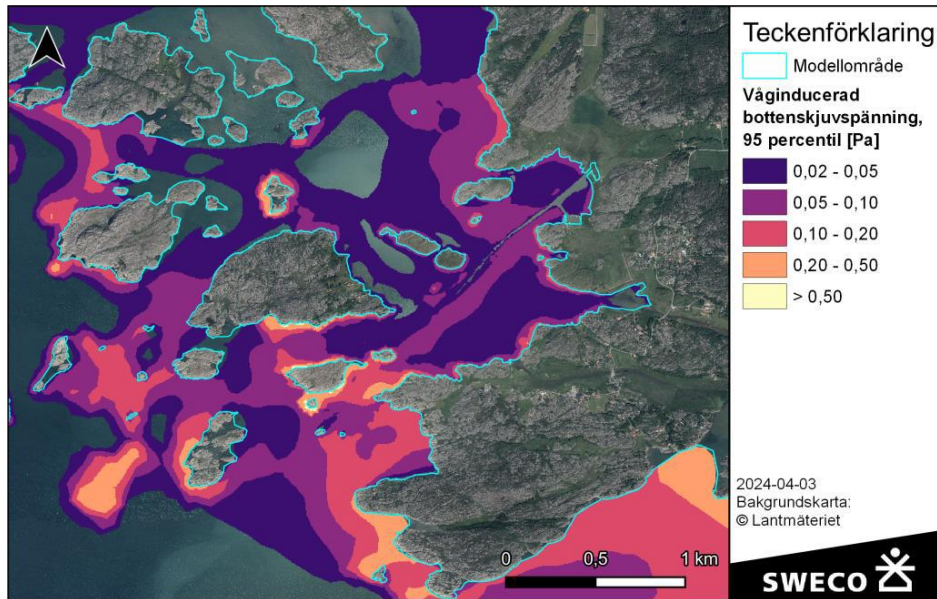 Teckenförklaring
Modellområde
Våginducerad
bottenskjuvspänning,
95 percentil [Pa]
0,02 - 0,05
0,05 - 0,10
0,10 - 0,20
0,20 - 0,50
> 0,50
2024-04-03
Bakgrundskarta:
© Lantmäteriet
0 0,5 1 km
SWECO